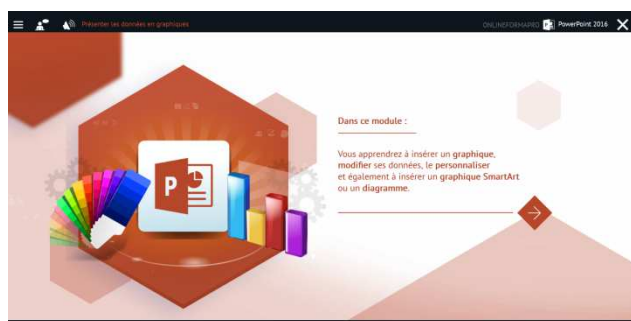 Présenter les données en graphiques
ONLINEFORMAPRO PowerPoint 2016
Dans ce module :
Vous apprendrez à insérer un graphique,
modifier ses données, le personnaliser
et également à insérer un graphique SmartArt
ou un diagramme.
P